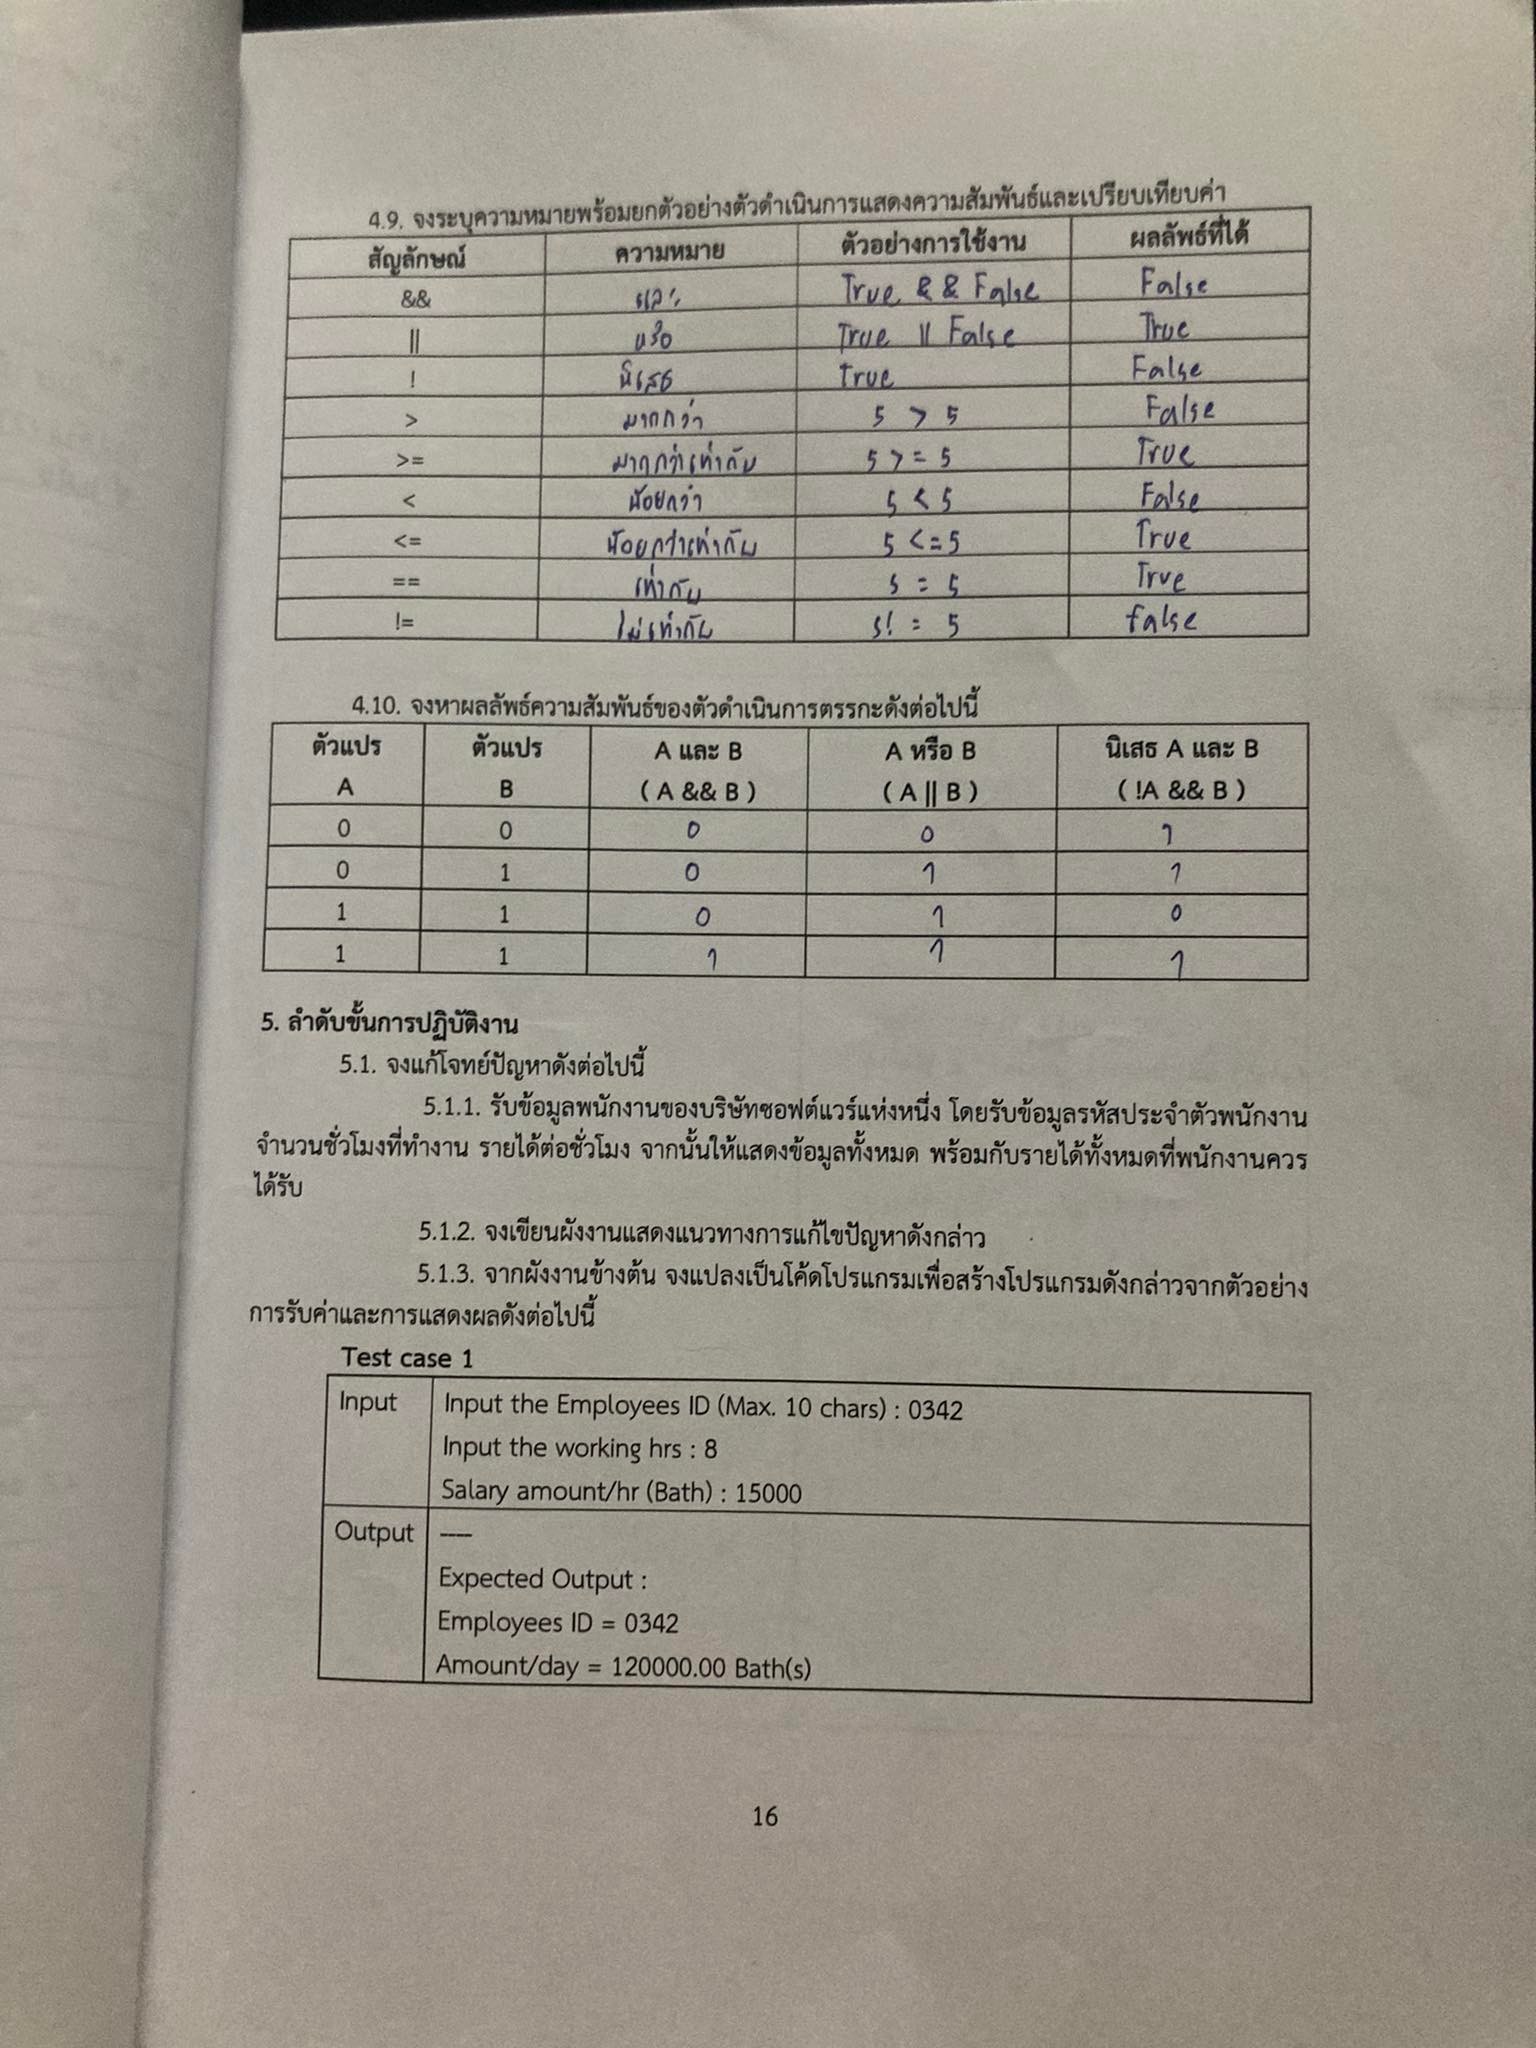 4.9. จงระบุความหมายพร้อมยกตัวอย่างตัวดำเนินการแสดงความสัมพันธ์และเปรียบเทียบค่า
สัญลักษณ์ ความหมาย ตัวอย่างการใช้งาน ผลลัพธ์ที่ได้
&& และ True && False False
|| หรือ True || False True
! นิเสธ True False
> มากกว่า 5 > 5 False
>= มากกว่าเท่ากับ 5 >= 5 True
< น้อยกว่า 5 < 5 False
<= น้อยกว่าเท่ากับ 5 <= 5 True
== เท่ากับ 5 = 5 True
!= ไม่เท่ากับ 5! = 5 false
4.10. จงหาผลลัพธ์ความสัมพันธ์ของตัวดำเนินการตรรกะดังต่อไปนี้
ตัวแปร ตัวแปร A และ B A หรือ B นิเสธ A และ B
A B ( A && B ) ( A || B ) ( !A && B )
0 0 0 0 1
0 1 0 1 1
1 1 0 1 0
1 1 1 1 1
5. ลำดับขั้นการปฏิบัติงาน
5.1. จงแก้โจทย์ปัญหาดังต่อไปนี้
5.1.1. รับข้อมูลพนักงานของบริษัทซอฟต์แวร์แห่งหนึ่ง โดยรับข้อมูลรหัสประจำตัวพนักงาน
จำนวนชั่วโมงที่ทำงาน รายได้ต่อชั่วโมง จากนั้นให้แสดงข้อมูลทั้งหมด พร้อมกับรายได้ทั้งหมดที่พนักงานควร
ได้รับ
5.1.2. จงเขียนผังงานแสดงแนวทางการแก้ไขปัญหาดังกล่าว
5.1.3. จากผังงานข้างต้น จงแปลงเป็นโค้ดโปรแกรมเพื่อสร้างโปรแกรมดังกล่าวจากตัวอย่าง
การรับค่าและการแสดงผลดังต่อไปนี้
Test case 1
Input Input the Employees ID (Max. 10 chars) : 0342
Input the working hrs : 8
Salary amount/hr (Bath) : 15000
Output ----
Expected Output :
Employees ID = 0342
Amount/day = 120000.00 Bath(s)
16